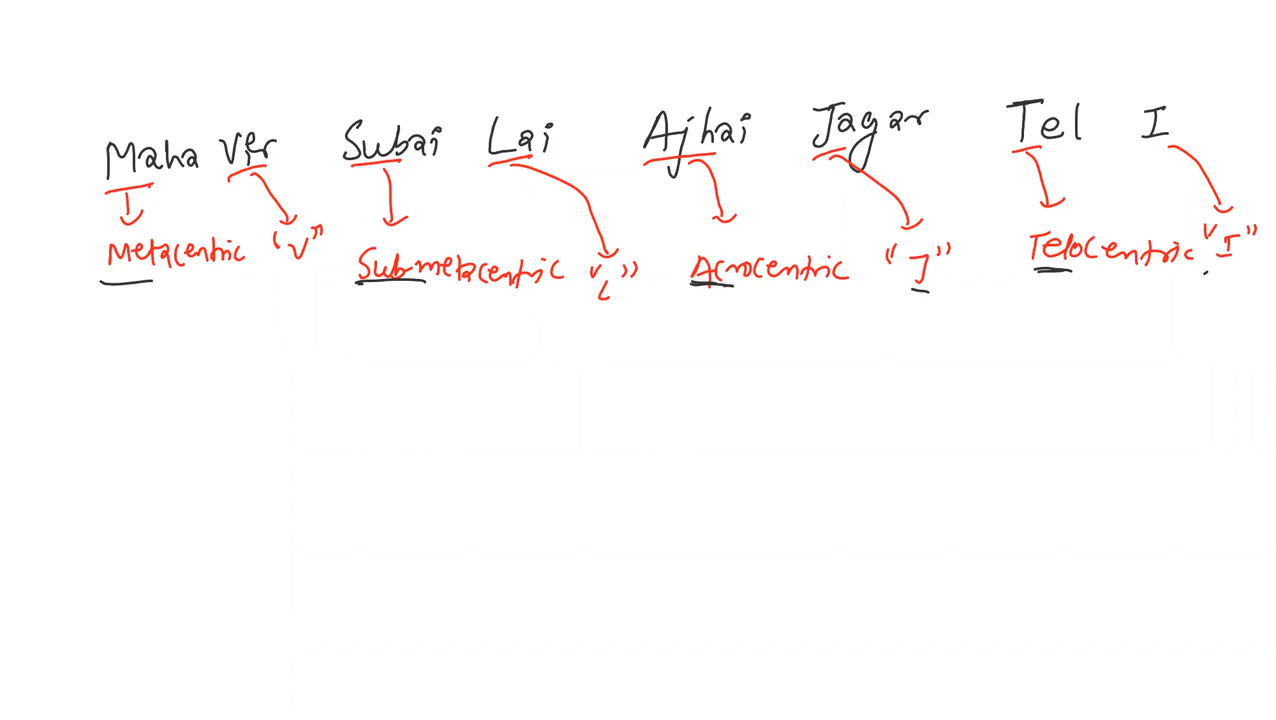 Maha Vir Subai Lai Ajhai Jagar Tel I
Metacentric "V" Submetacentric "L" Acrocentric "J" Telocentric "I"